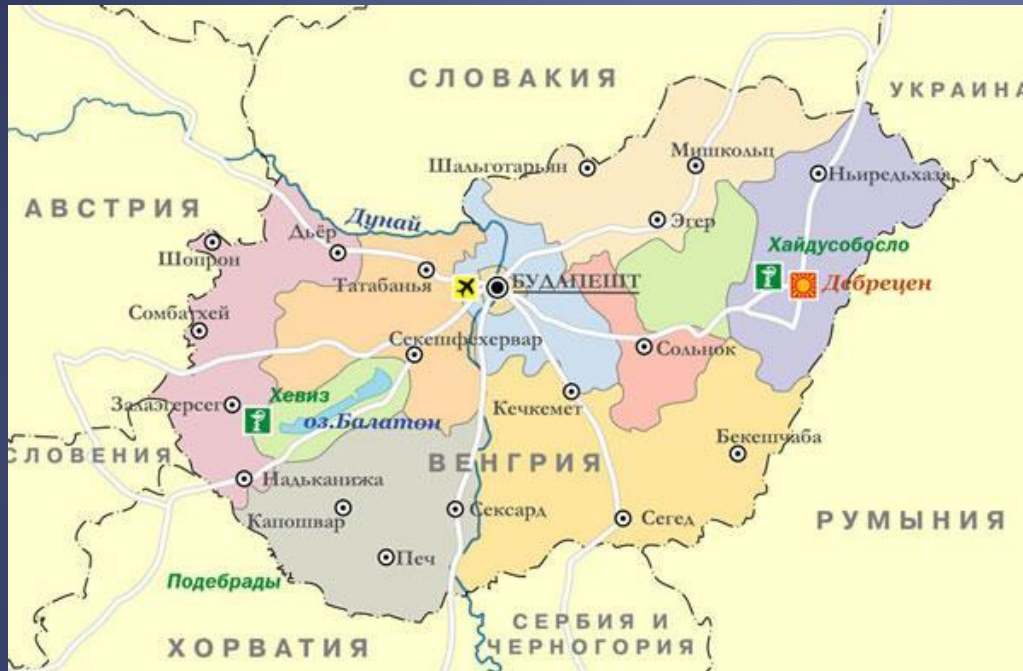 СЛОВАКИЯ
УКРАИНА
Шальготарьян
Мишкольц
Ньиредьхаза
АВСТРИЯ
Дунай
Эгер
Дьёр
Хайдусобосло
Шопрон
Татабанья
БУДАПЕШТ
Дебрецен
Сомбатхей
Секешфехервар
Сольнок
Хевиз
Залаэгерсег
оз.Балатон
Кечкемет
Бекешчаба
СЛОВЕНИЯ
ВЕНГРИЯ
Надьканижа
Капошвар
Сексард
Сегед
РУМЫНИЯ
Печ
Подебрады
ХОРВАТИЯ
СЕРБИЯ И
ЧЕРНОГОРИЯ